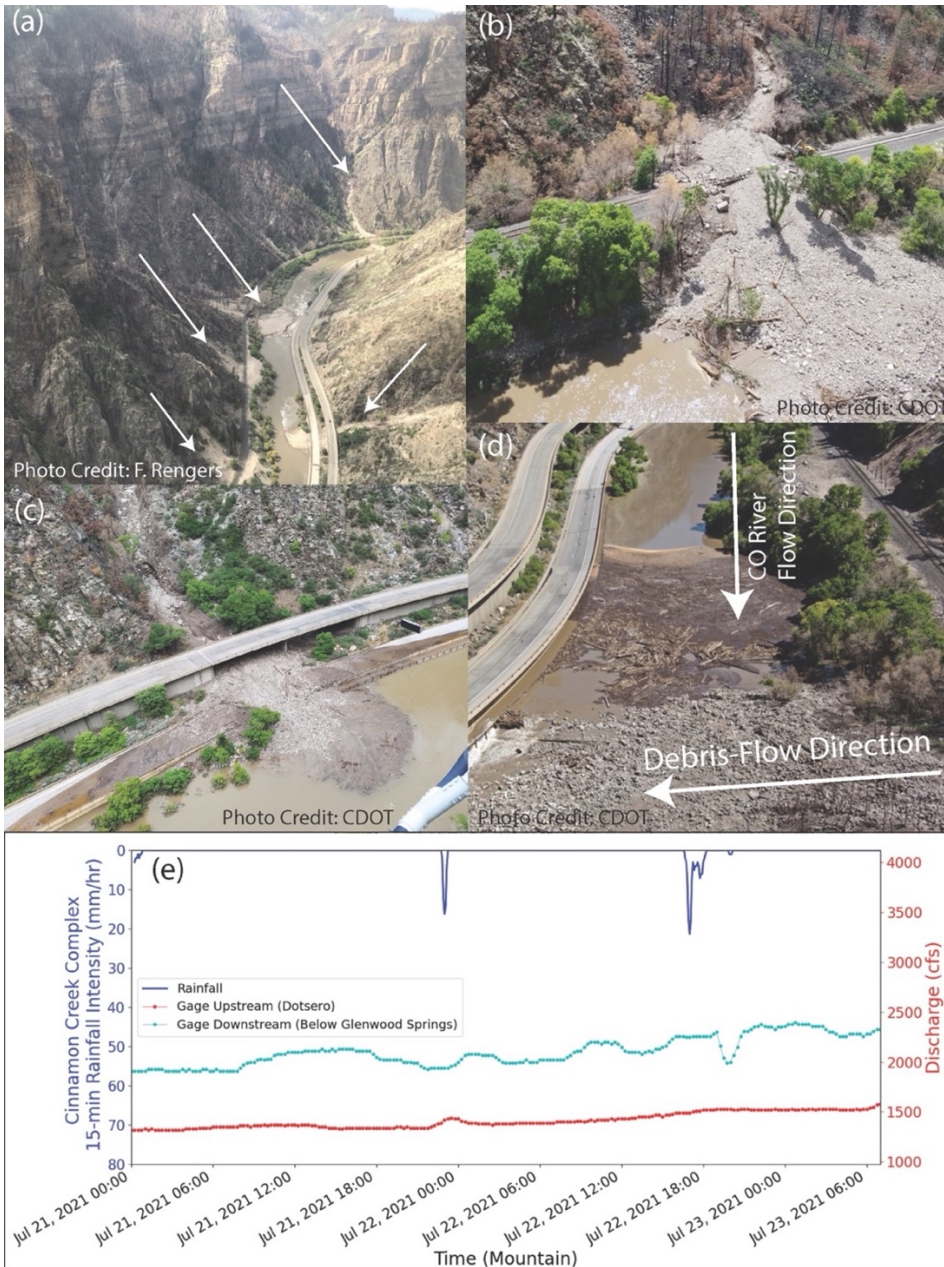 (a)
Photo Credit: F. Rengers
(b)
Photo Credit: CDOT
(c)
Photo Credit: CDOT
(d)
CO River
Flow Direction
Debris-Flow Direction
Photo Credit: CDOT
(e)
Cinnamon Creek Complex
15-min Rainfall Intensity (mm/hr)
0
10
20
30
40
50
60
70
80
Rainfall
Gage Upstream (Dotsero)
Gage Downstream (Below Glenwood Springs)
4000
3500
3000
2500
2000
1500
1000
Discharge (cfs)
Jul 21, 2021 00:00
Jul 21, 2021 06:00
Jul 21, 2021 12:00
Jul 21, 2021 18:00
Jul 22, 2021 00:00
Jul 22, 2021 06:00
Jul 22, 2021 12:00
Jul 22, 2021 18:00
Jul 23, 2021 00:00
Jul 23, 2021 06:00
Time (Mountain)